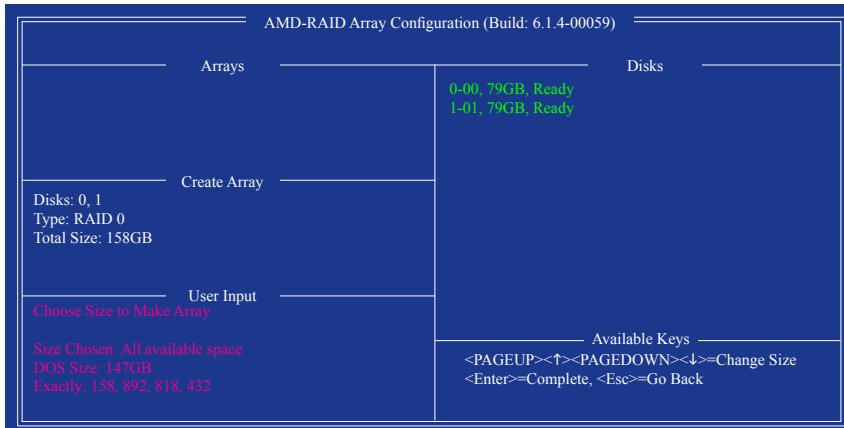 AMD-RAID Array Configuration (Build: 6.1.4-00059)
Arrays
Create Array
Disks: 0, 1
Type: RAID 0
Total Size: 158GB
User Input
Choose Size to Make Array
Size Chosen: All available space
DOS Size: 147GB
Exactly: 158, 892, 818, 432
Disks
0-00, 79GB, Ready
1-01, 79GB, Ready
Available Keys
<PAGEUP><↑><PAGEDOWN><↓>=Change Size
<Enter>=Complete, <Esc>=Go Back